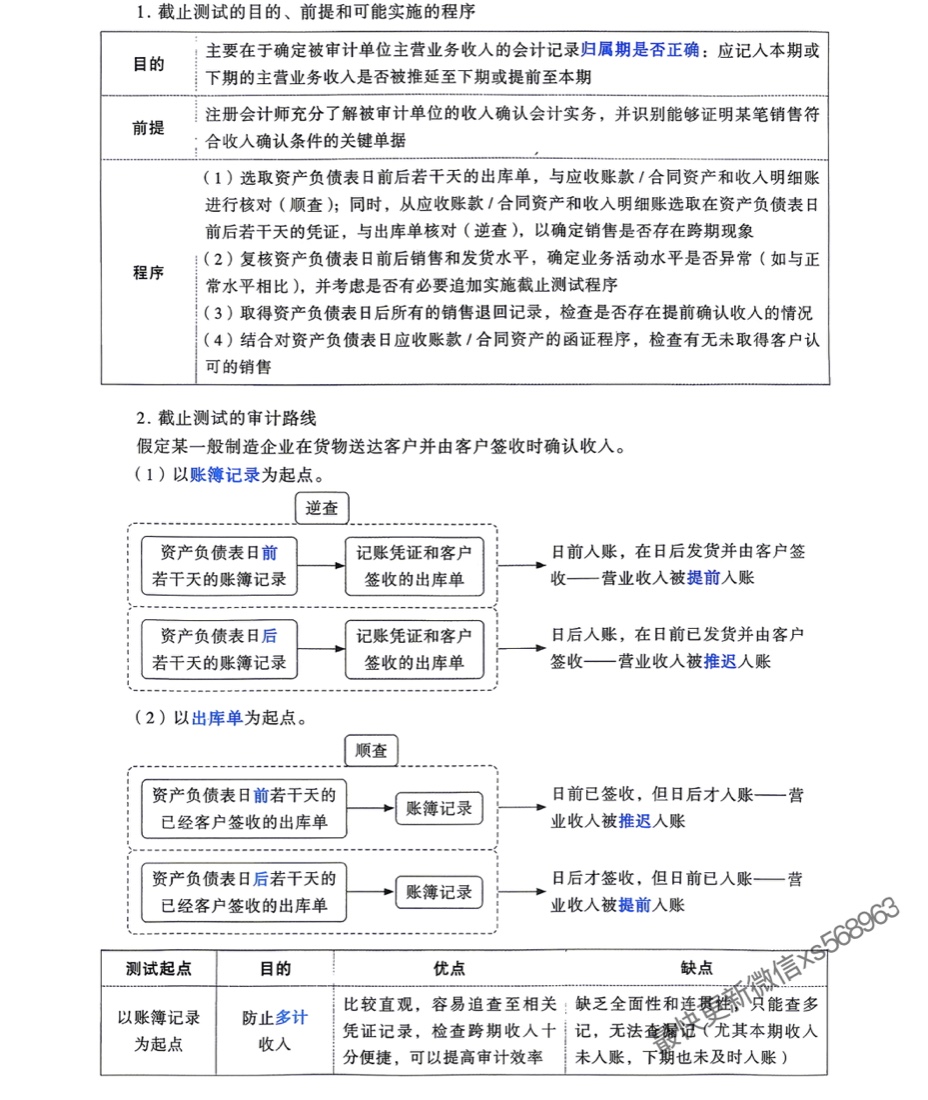 1. 截止测试的目的、前提和可能实施的程序
目的
主要在于确定被审计单位主营业务收入的会计记录归属期是否正确：应记入本期或
下期的主营业务收入是否被推延至下期或提前至本期
前提
注册会计师充分了解被审计单位的收入确认会计实务，并识别能够证明某笔销售符
合收入确认条件的关键单据
程序
（1）选取资产负债表日前后若干天的出库单，与应收账款 / 合同资产和收入明细账
进行核对（顺查）；同时，从应收账款 / 合同资产和收入明细账选取在资产负债表日
前后若干天的凭证，与出库单核对（逆查），以确定销售是否存在跨期现象
（2）复核资产负债表日前后销售和发货水平，确定业务活动水平是否异常（如与正
常水平相比），并考虑是否有必要追加实施截止测试程序
（3）取得资产负债表日后所有的销售退回记录，检查是否存在提前确认收入的情况
（4）结合对资产负债表日应收账款 / 合同资产的函证程序，检查有无未取得客户认
可的销售
2. 截止测试的审计路线
假定某一般制造企业在货物送达客户并由客户签收时确认收入。
（1）以账簿记录为起点。
逆查
资产负债表日前
若干天的账簿记录
记账凭证和客户
签收的出库单
日前入账，在日后发货并由客户签
收——营业收入被提前入账
资产负债表日后
若干天的账簿记录
记账凭证和客户
签收的出库单
日后入账，在日前已发货并由客户
签收——营业收入被推迟入账
（2）以出库单为起点。
顺查
资产负债表日前若干天的
已经客户签收的出库单
账簿记录
日前已签收，但日后才入账——营
业收入被推迟入账
资产负债表日后若干天的
已经客户签收的出库单
账簿记录
日后才签收，但日前已入账——营
业收入被提前入账
测试起点
目的
优点
缺点
以账簿记录
为起点
防止多计
收入
比较直观，容易追查至相关
凭证记录，检查跨期收入十
分便捷，可以提高审计效率
缺乏全面性和连贯性，只能查多
记，无法查漏记（尤其本期收入
未入账，下期也未及时入账）
最快更新微信xs568963